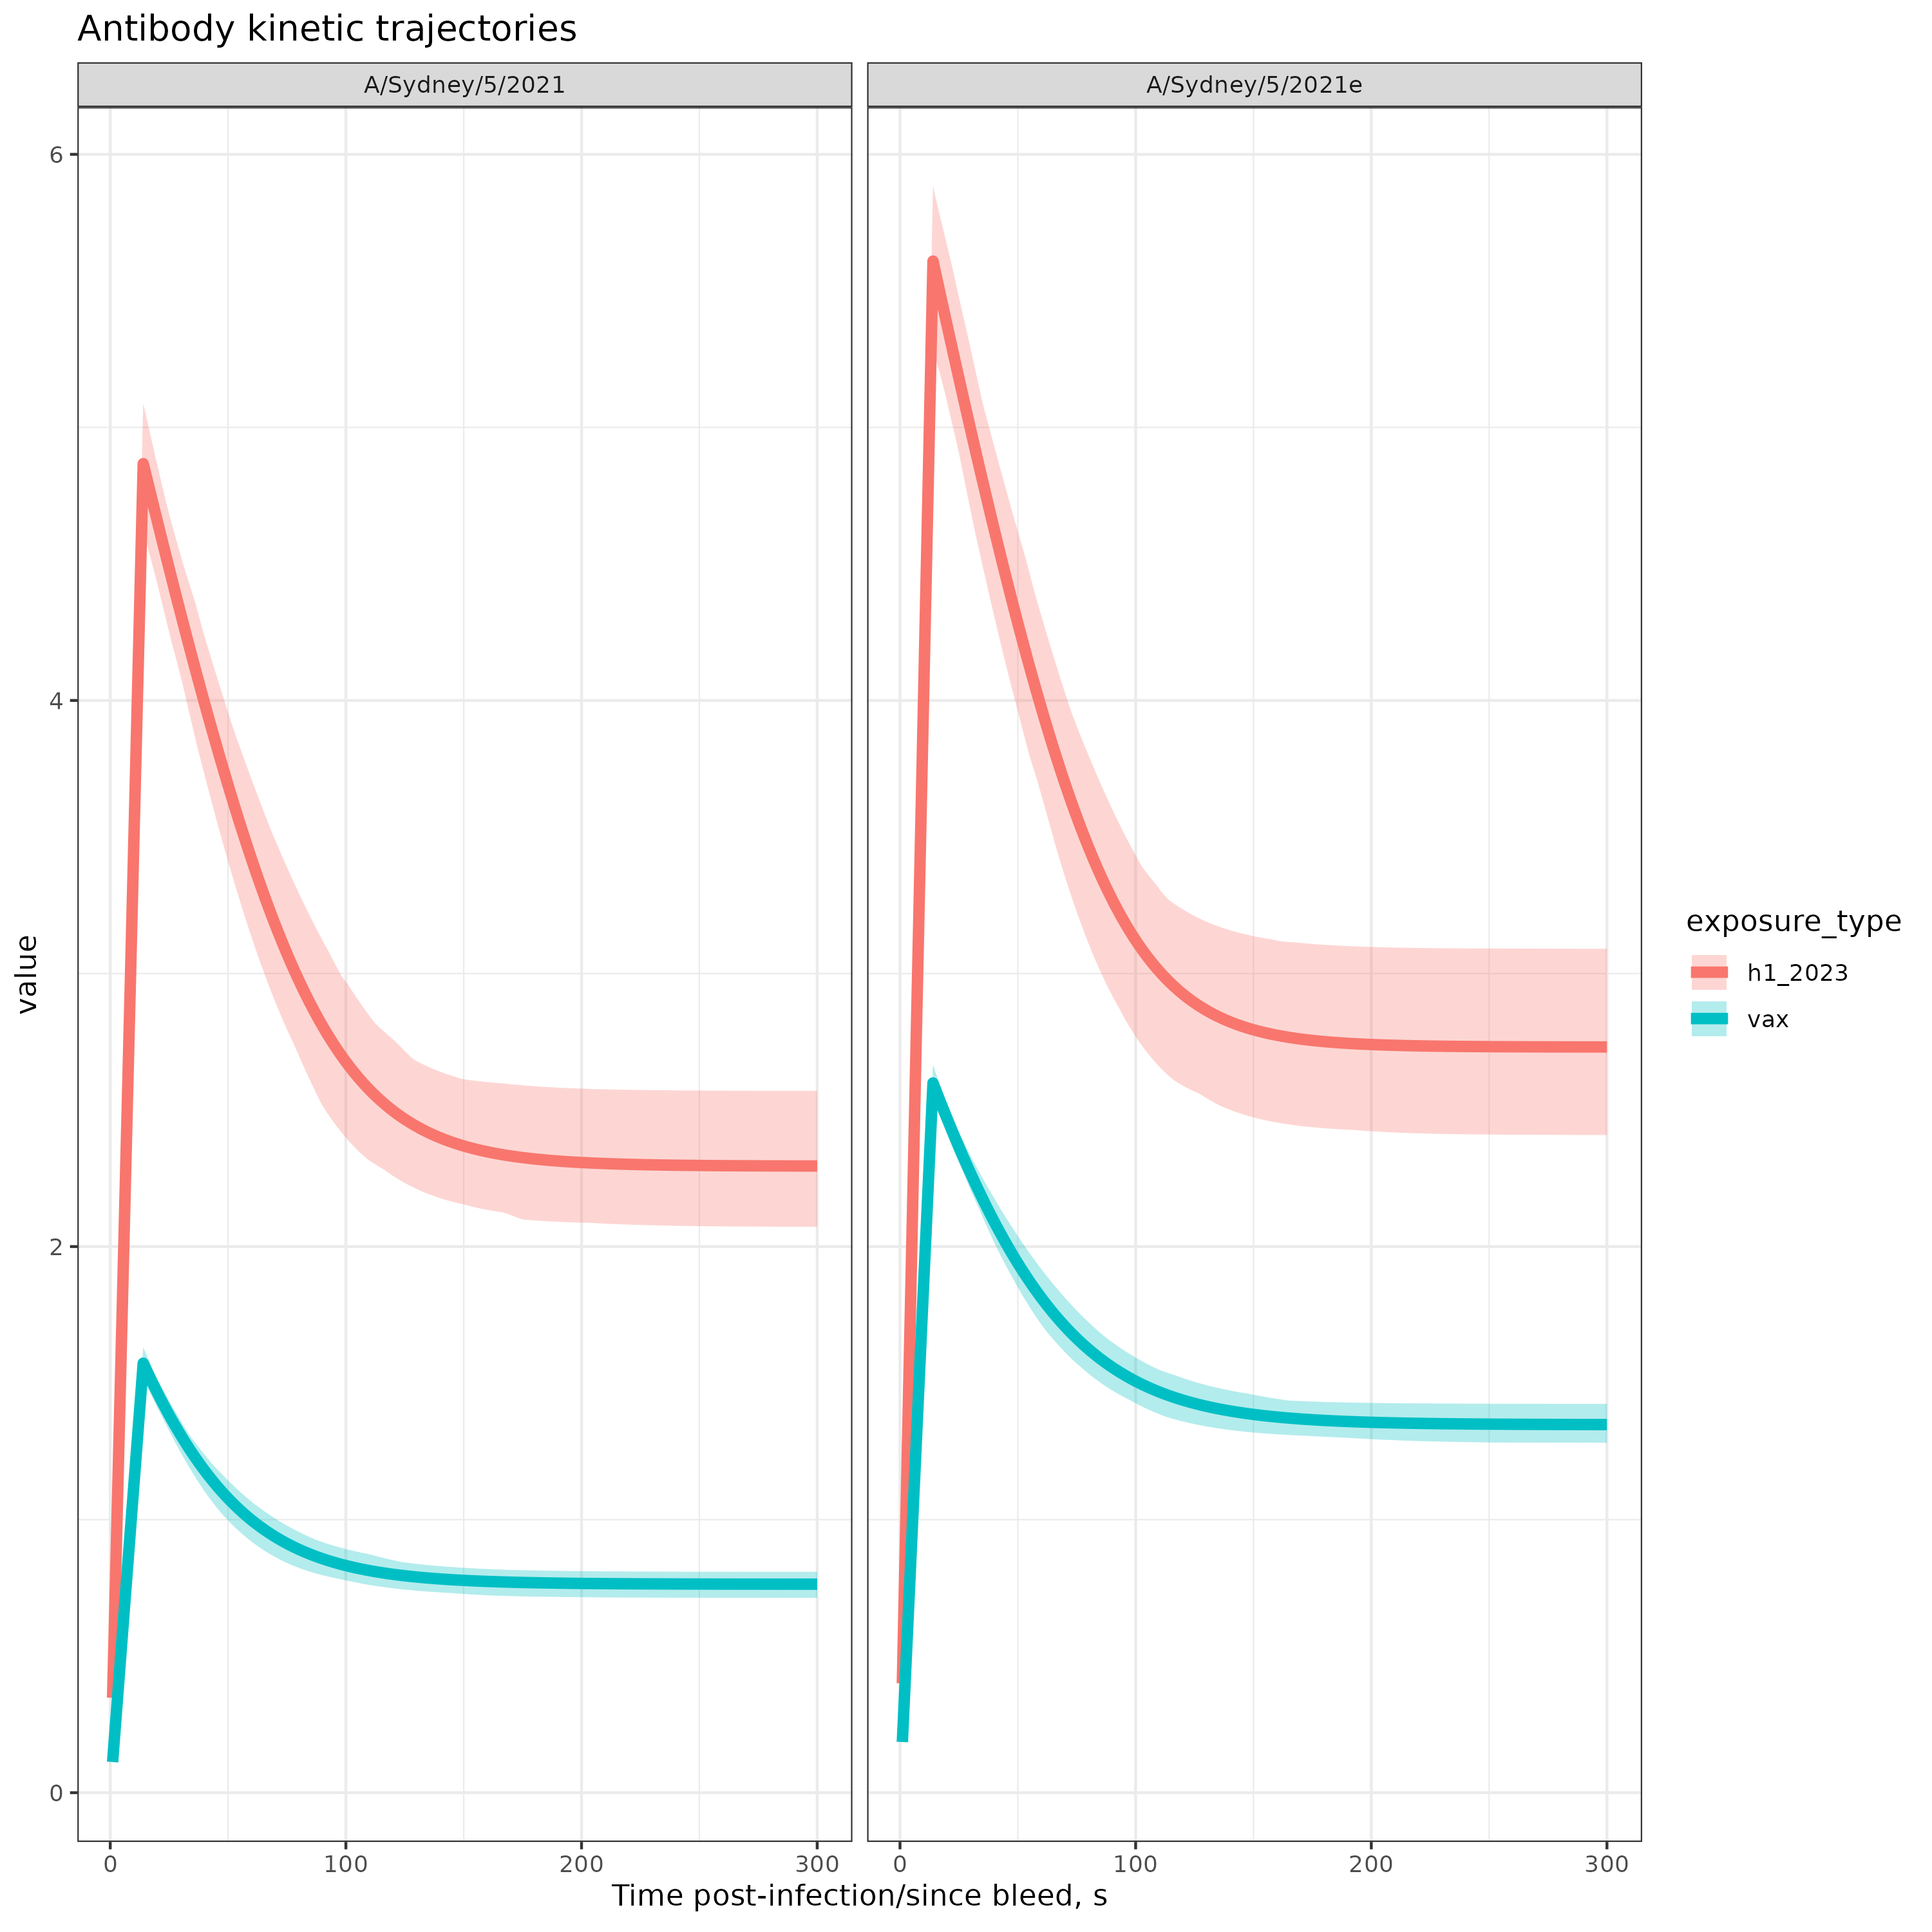 Antibody kinetic trajectories
A/Sydney/5/2021
A/Sydney/5/2021e
6
4
2
0
value
0
100
200
300
0
100
200
300
Time post-infection/since bleed, s
exposure_type
h1_2023
vax